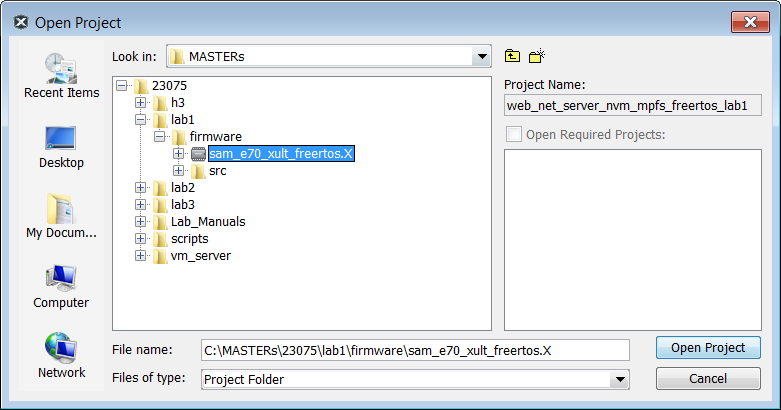 Open Project
Look in: MASTERs
Recent Items
Desktop
My Docum...
Computer
Network
23075
h3
lab1
firmware
sam_e70_xult_freertos.X
src
lab2
lab3
Lab_Manuals
scripts
vm_server
Project Name:
web_net_server_nvm_mpfs_freertos_lab1
Open Required Projects:
File name: C:\MASTERs\23075\lab1\firmware\sam_e70_xult_freertos.X
Open Project
Files of type: Project Folder
Cancel